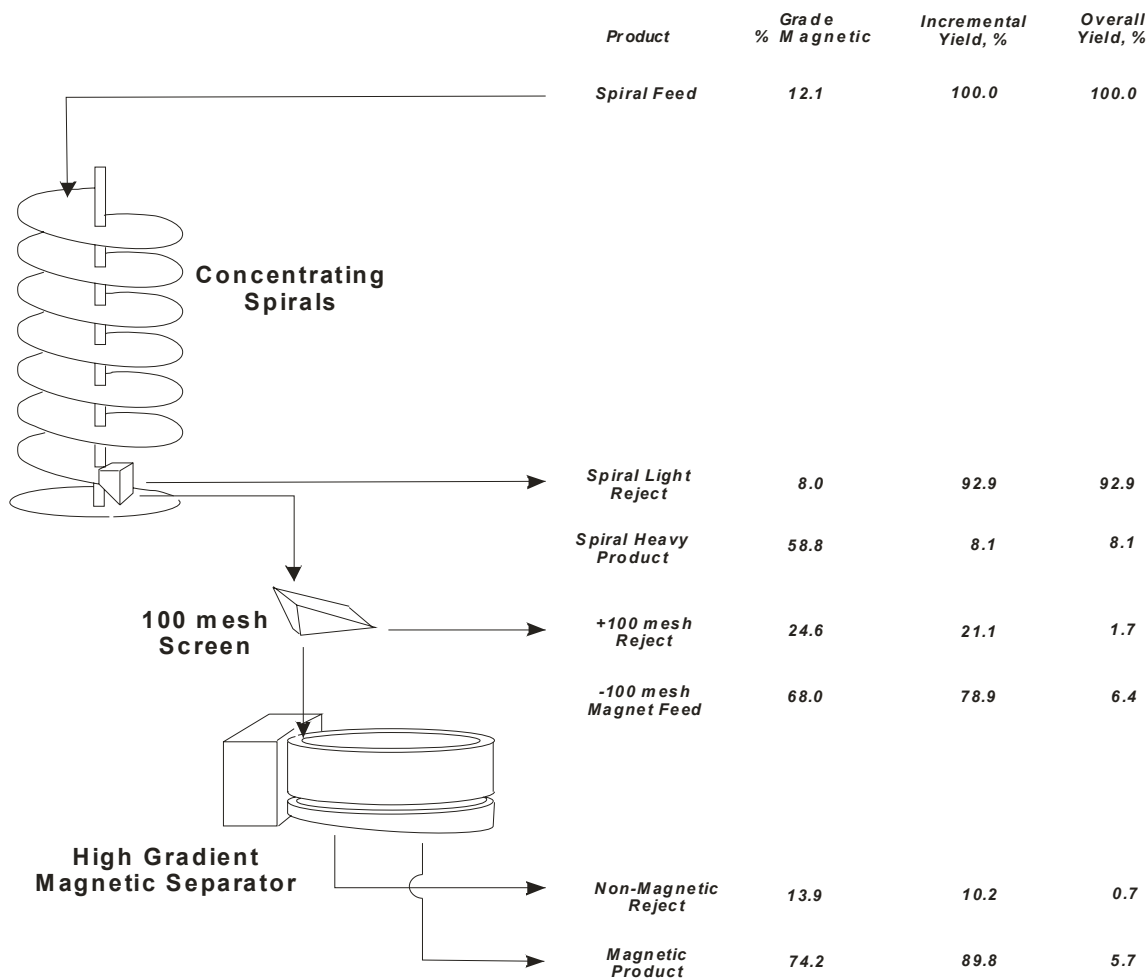 Product Grade % Magnetic Incremental Yield, % Overall Yield, %
Spiral Feed 12.1 100.0 100.0
Concentrating
Spirals
Spiral Light Reject 8.0 92.9 92.9
Spiral Heavy Product 58.8 8.1 8.1
100 mesh
Screen
+100 mesh Reject 24.6 21.1 1.7
-100 mesh Magnet Feed 68.0 78.9 6.4
High Gradient
Magnetic Separator
Non-Magnetic Reject 13.9 10.2 0.7
Magnetic Product 74.2 89.8 5.7